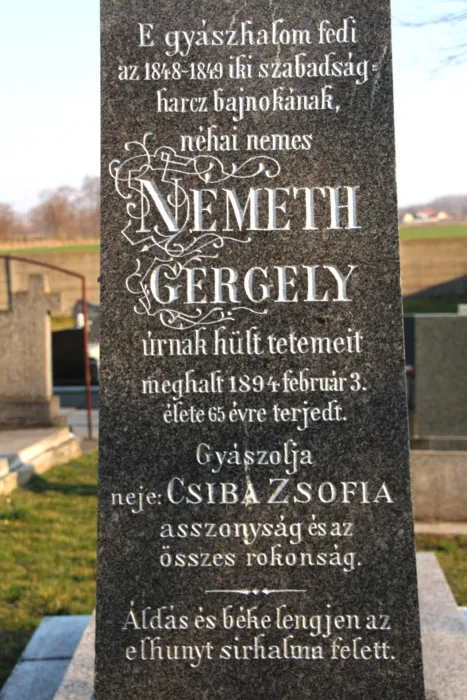 E gyászhalom fedi
az 1848-1849 iki szabadság=
harcz bajnokának,
néhai nemes
NÉMETH
GERGELY
úrnak hült tetemeit
meghalt 1894 február 3.
élete 65 évre terjedt.
Gyászolja
neje: CSIBA ZSOFIA
asszonyság és az
összes rokonság.
Áldás és béke lengjen az
elhunyt sirhalma felett.